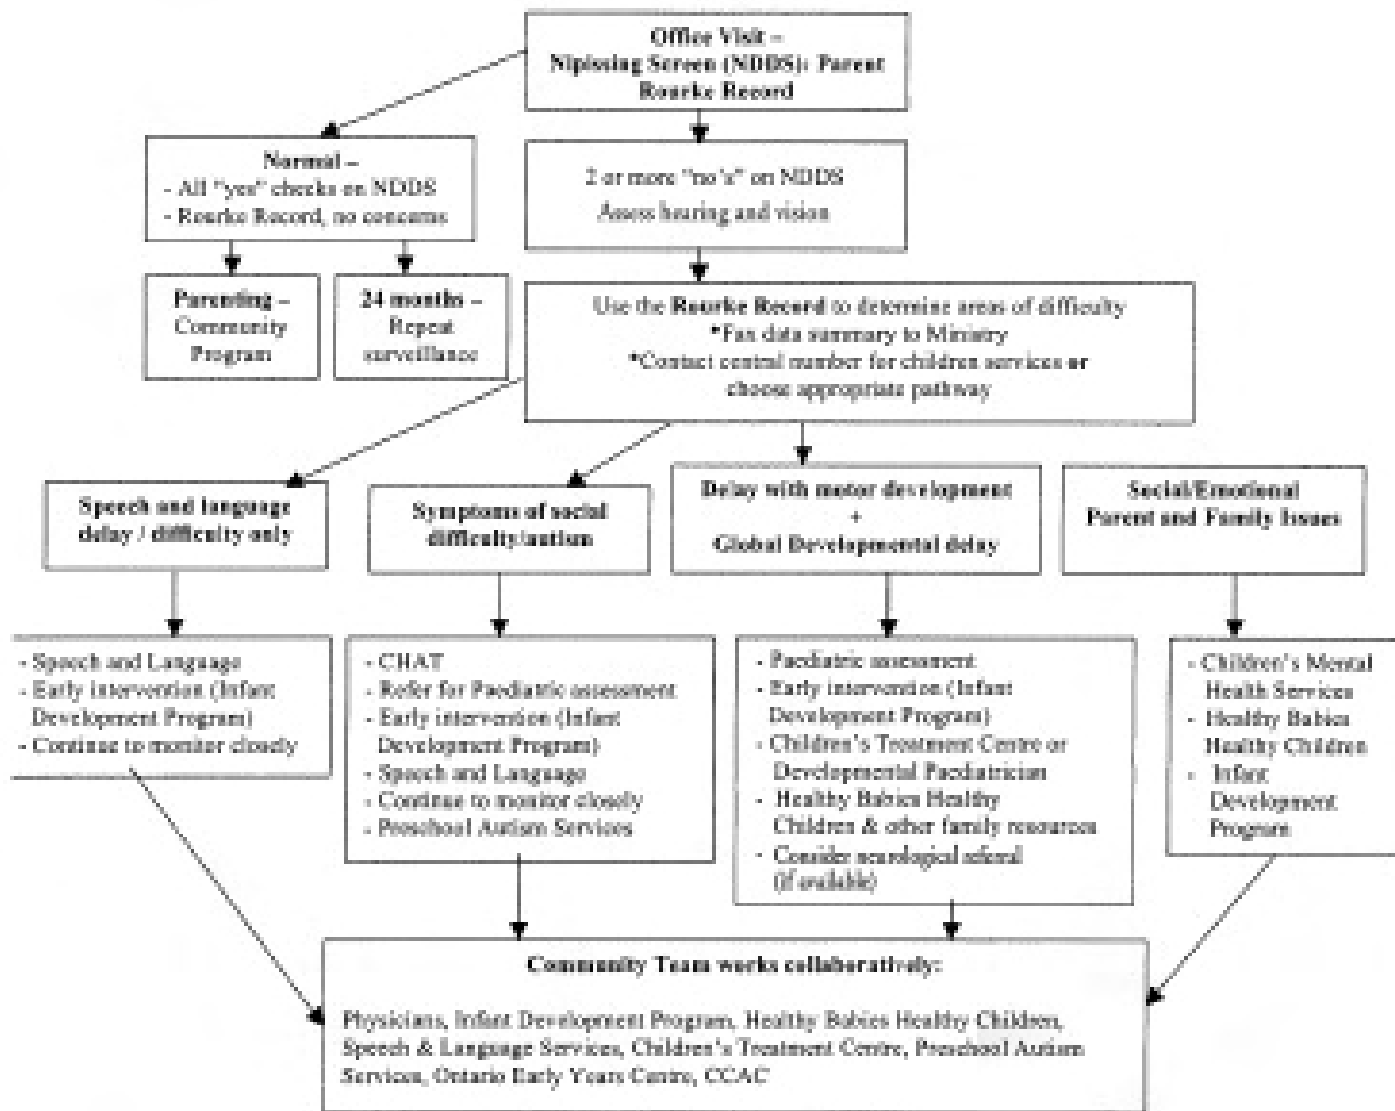 Office Visit –
Nipissing Screen (NDDS): Parent
Rourke Record
Normal –
- All "yes" checks on NDDS
- Rourke Record, no concerns
2 or more "no's" on NDDS
Assess hearing and vision
Parenting –
Community
Program
24 months –
Repeat
surveillance
Use the Rourke Record to determine areas of difficulty
*Fax data summary to Ministry
*Contact central number for children services or
choose appropriate pathway
Speech and language
delay / difficulty only
Symptoms of social
difficulty/autism
Delay with motor development
+
Global Developmental delay
Social/Emotional
Parent and Family Issues
- Speech and Language
- Early intervention (Infant
Development Program)
- Continue to monitor closely
- CHAT
- Refer for Paediatric assessment
- Early intervention (Infant
Development Program)
- Speech and Language
- Continue to monitor closely
- Preschool Autism Services
- Paediatric assessment
- Early intervention (Infant
Development Program)
- Children's Treatment Centre or
Developmental Paediatrician
- Healthy Babies Healthy
Children & other family resources
- Consider neurological referral
(if available)
- Children's Mental
Health Services
- Healthy Babies
Healthy Children
- Infant
Development
Program
Community Team works collaboratively:
Physicians, Infant Development Program, Healthy Babies Healthy Children,
Speech & Language Services, Children's Treatment Centre, Preschool Autism
Services, Ontario Early Years Centre, CCAC